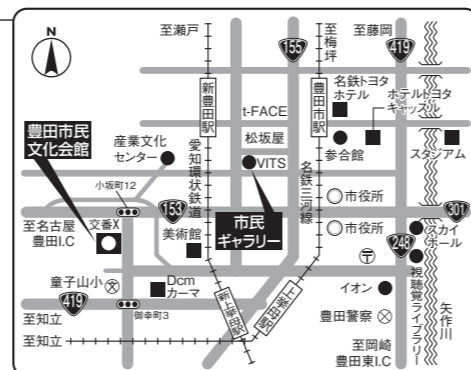 N
至瀬戸
155
至梅坪
至藤岡
419
新豊田駅
豊田市駅
名鉄トヨタ
ホテル
ホテルトヨタ
キャッスル
t-FACE
松坂屋
VITS
参合館
スタジアム
豊田市民
文化会館
産業文化
センター
愛知環状鉄道
名鉄三河線
小坂町12
153
市役所
301
至名古屋
豊田I.C
交番X
美術館
市民
ギャラリー
市役所
248
スカイ
ホール
〒
視聴覚ライブラリー
矢作川
童子山小
文
Dcm
カーマ
イオン
419
御幸町3
新上挙母駅
上挙母駅
豊田警察
至知立
至知立
至岡崎
豊田東I.C